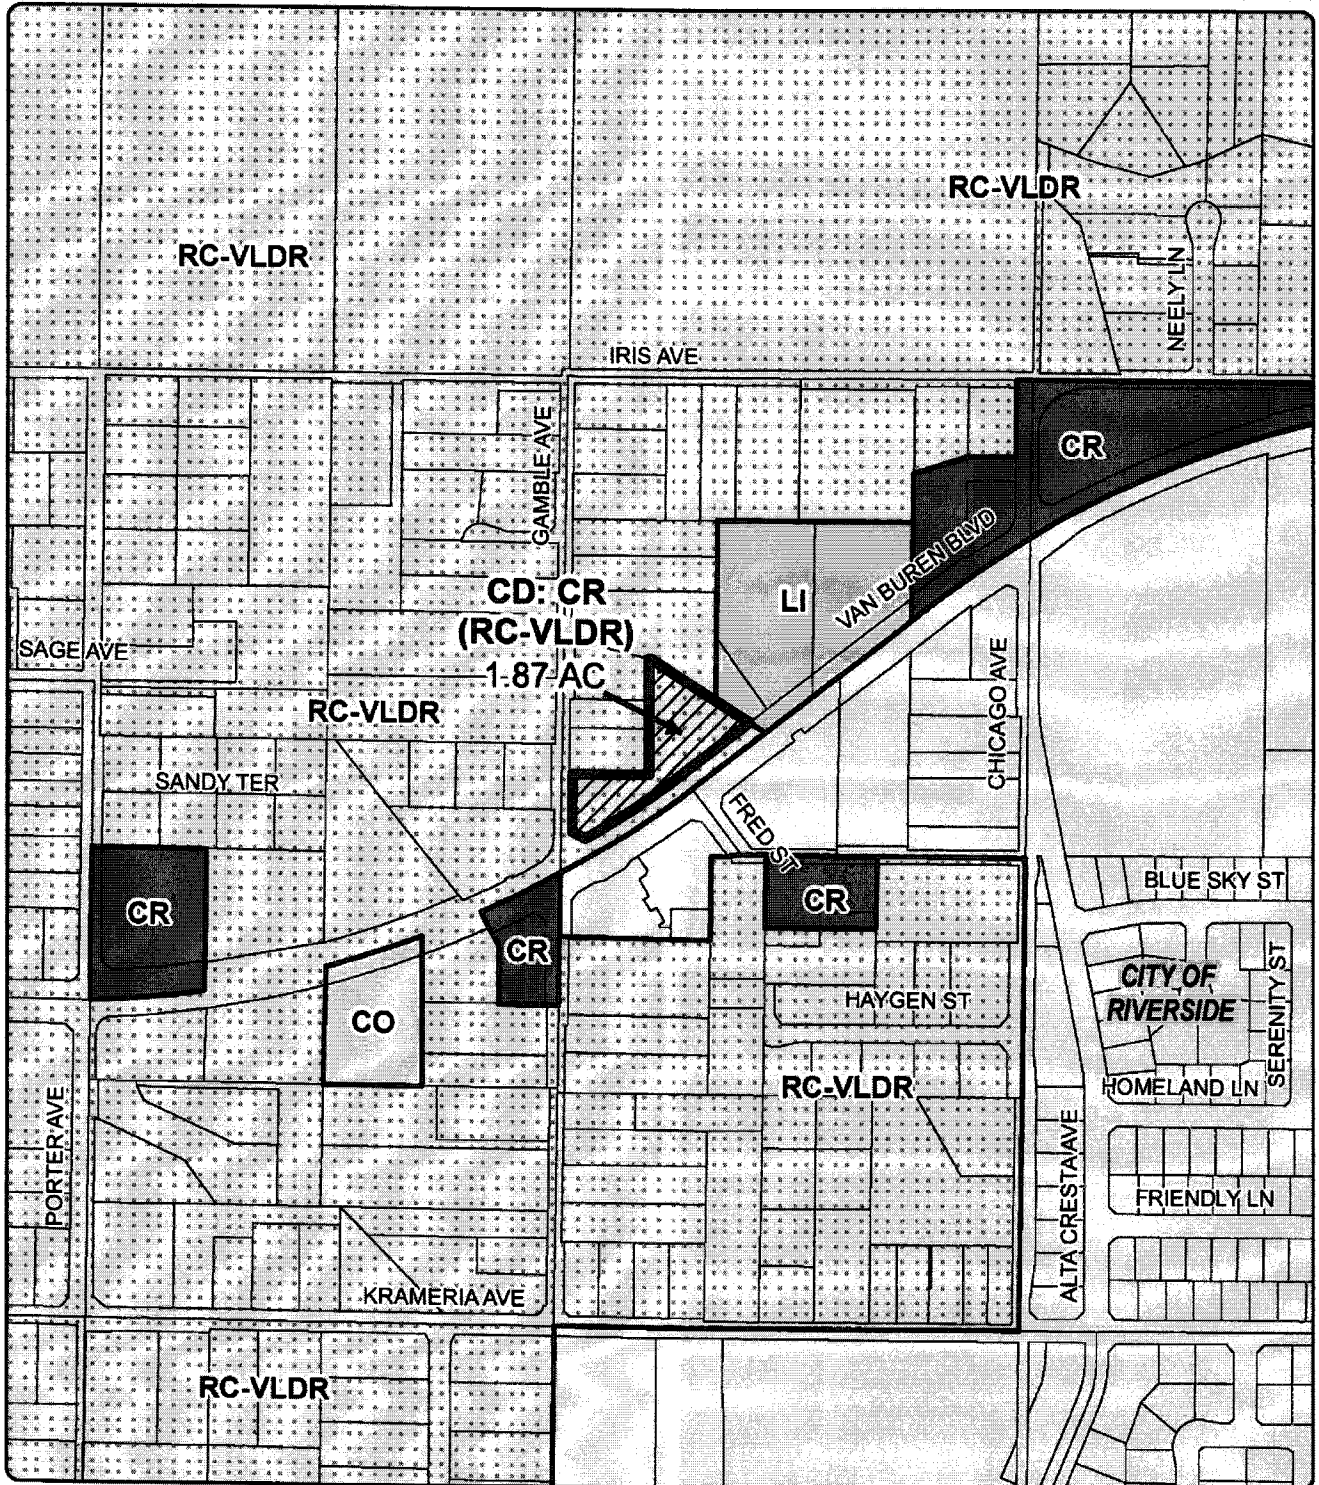 RC-VLDR
RC-VLDR
NEELY LN
IRIS AVE
GAMBLE AVE
CR
VAN BUREN BLVD
LI
CD: CR
(RC-VLDR)
1.87 AC
SAGE AVE
RC-VLDR
CHICAGO AVE
SANDY TER
FRED ST
BLUE SKY ST
CR
CR
CR
CITY OF
RIVERSIDE
SERENITY ST
HAYGEN ST
CO
RC-VLDR
HOMELAND LN
PORTER AVE
ALTA CRESTA AVE
FRIENDLY LN
KRAMERIA AVE
RC-VLDR